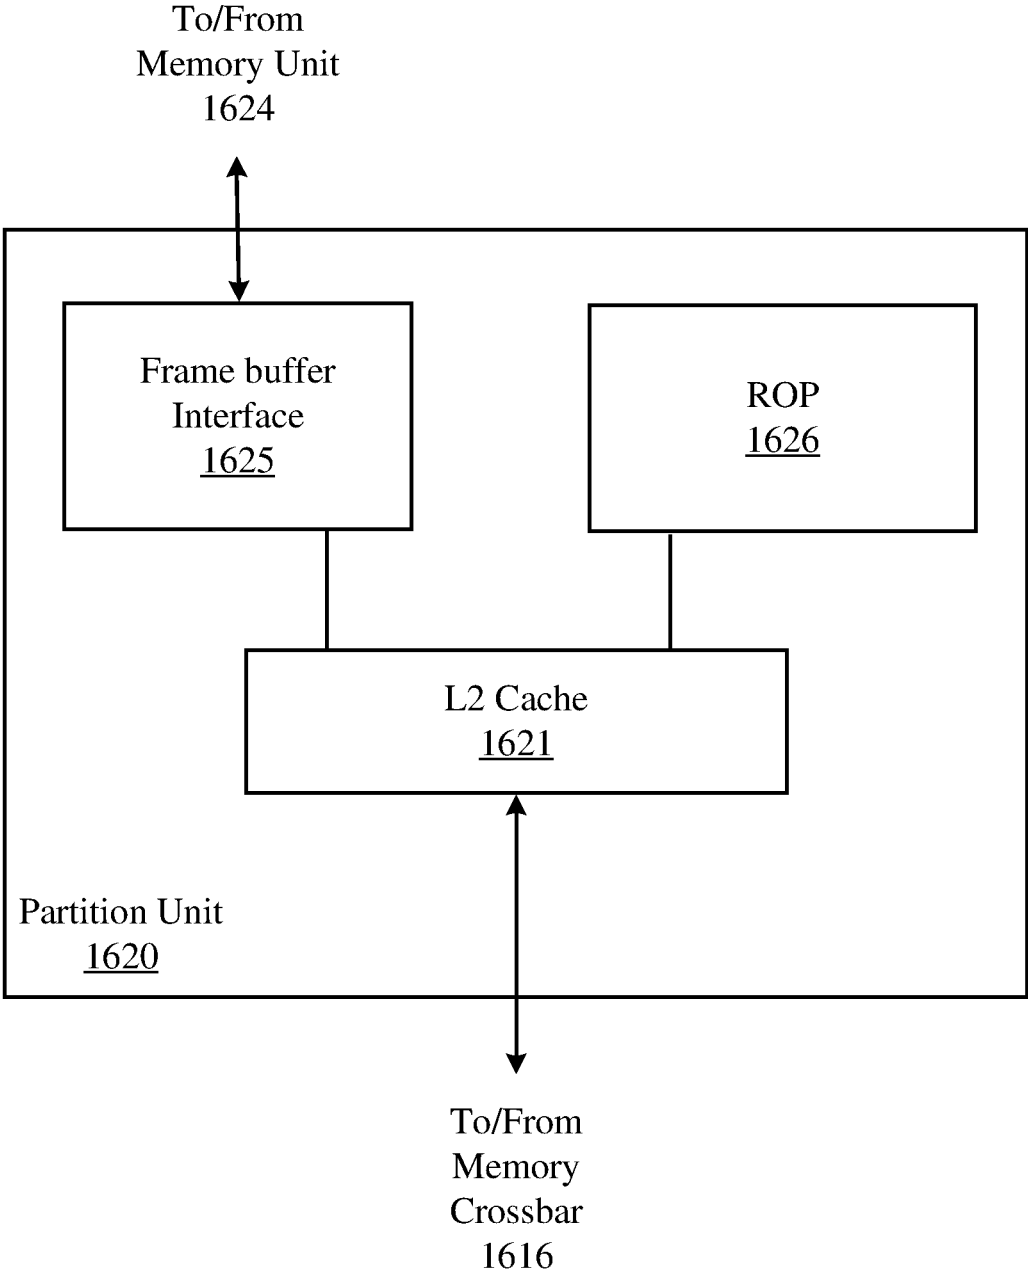 To/From
Memory Unit
1624
Frame buffer
Interface
1625
ROP
1626
L2 Cache
1621
Partition Unit
1620
To/From
Memory
Crossbar
1616